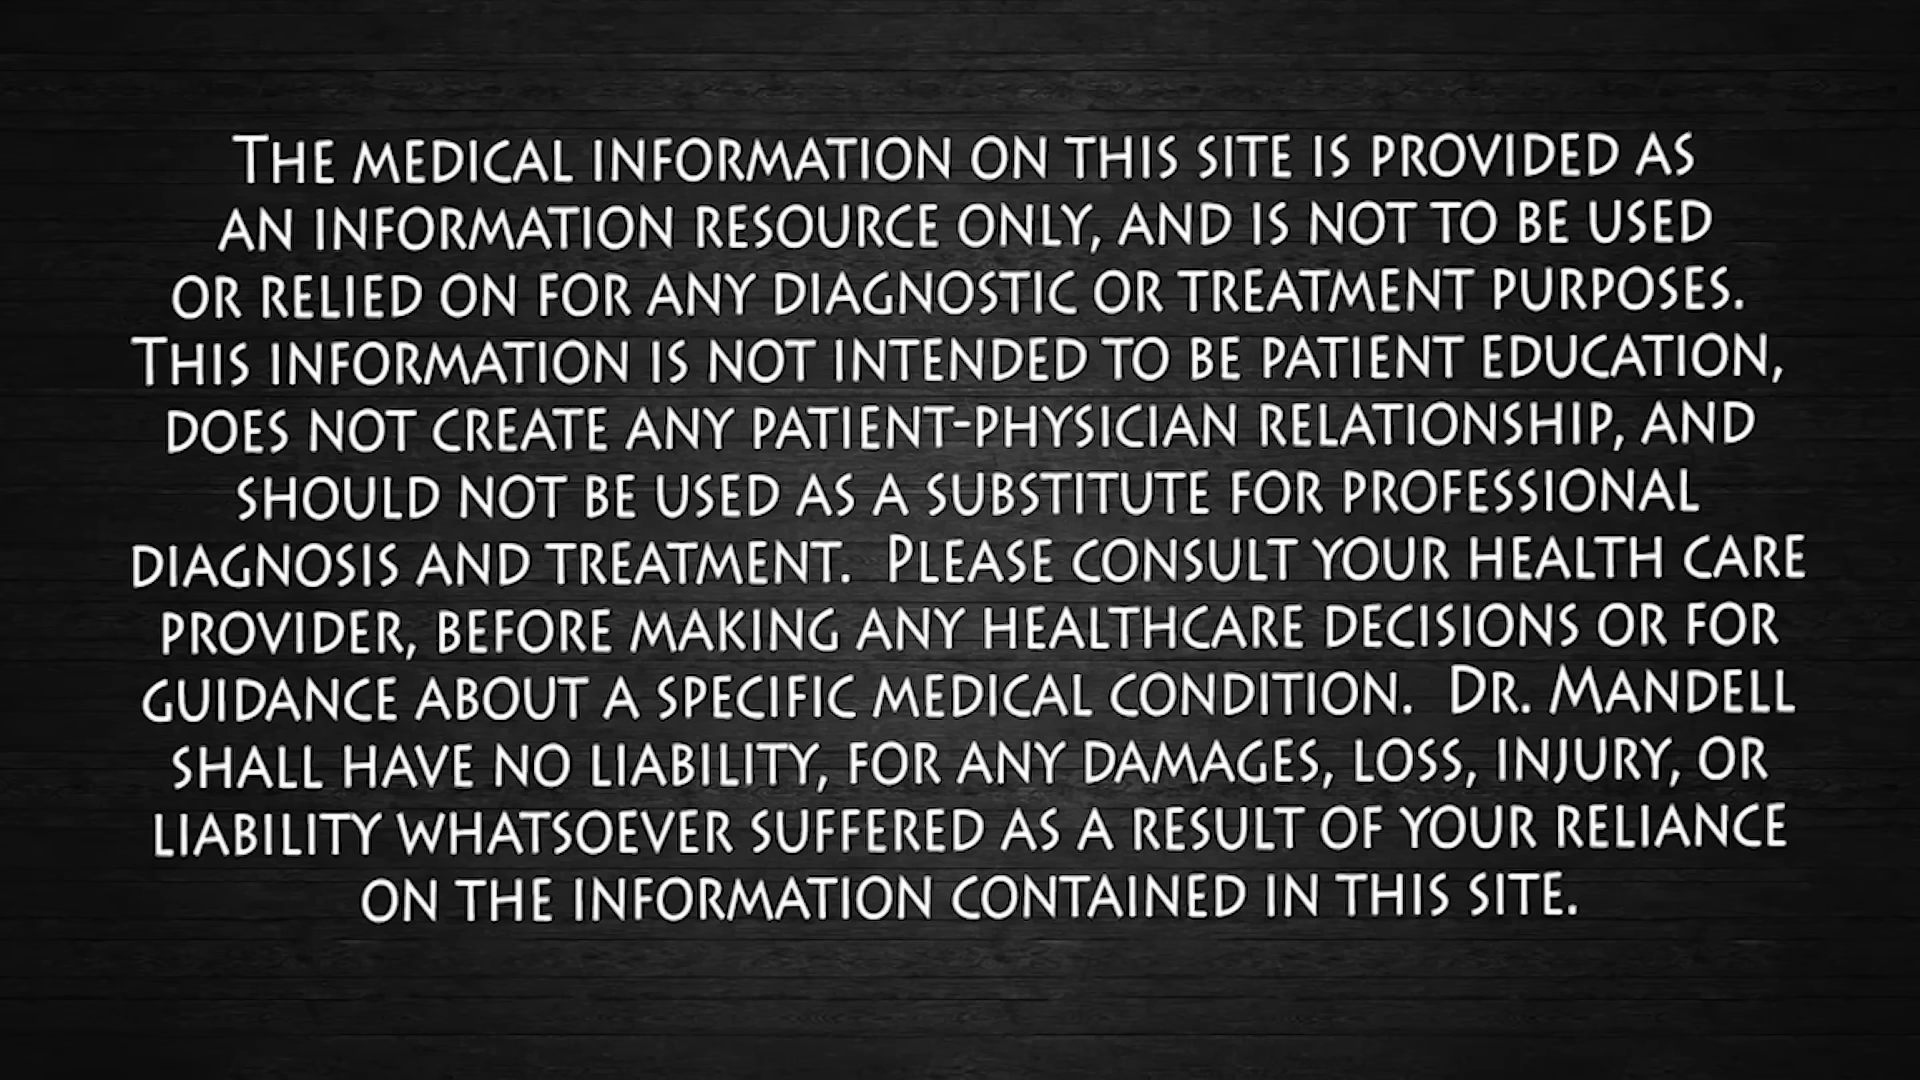 The medical information on this site is provided as
an information resource only, and is not to be used
or relied on for any diagnostic or treatment purposes.
This information is not intended to be patient education,
does not create any patient-physician relationship, and
should not be used as a substitute for professional
diagnosis and treatment.  Please consult your health care
provider, before making any healthcare decisions or for
guidance about a specific medical condition.  Dr. Mandell
shall have no liability, for any damages, loss, injury, or
liability whatsoever suffered as a result of your reliance
on the information contained in this site.